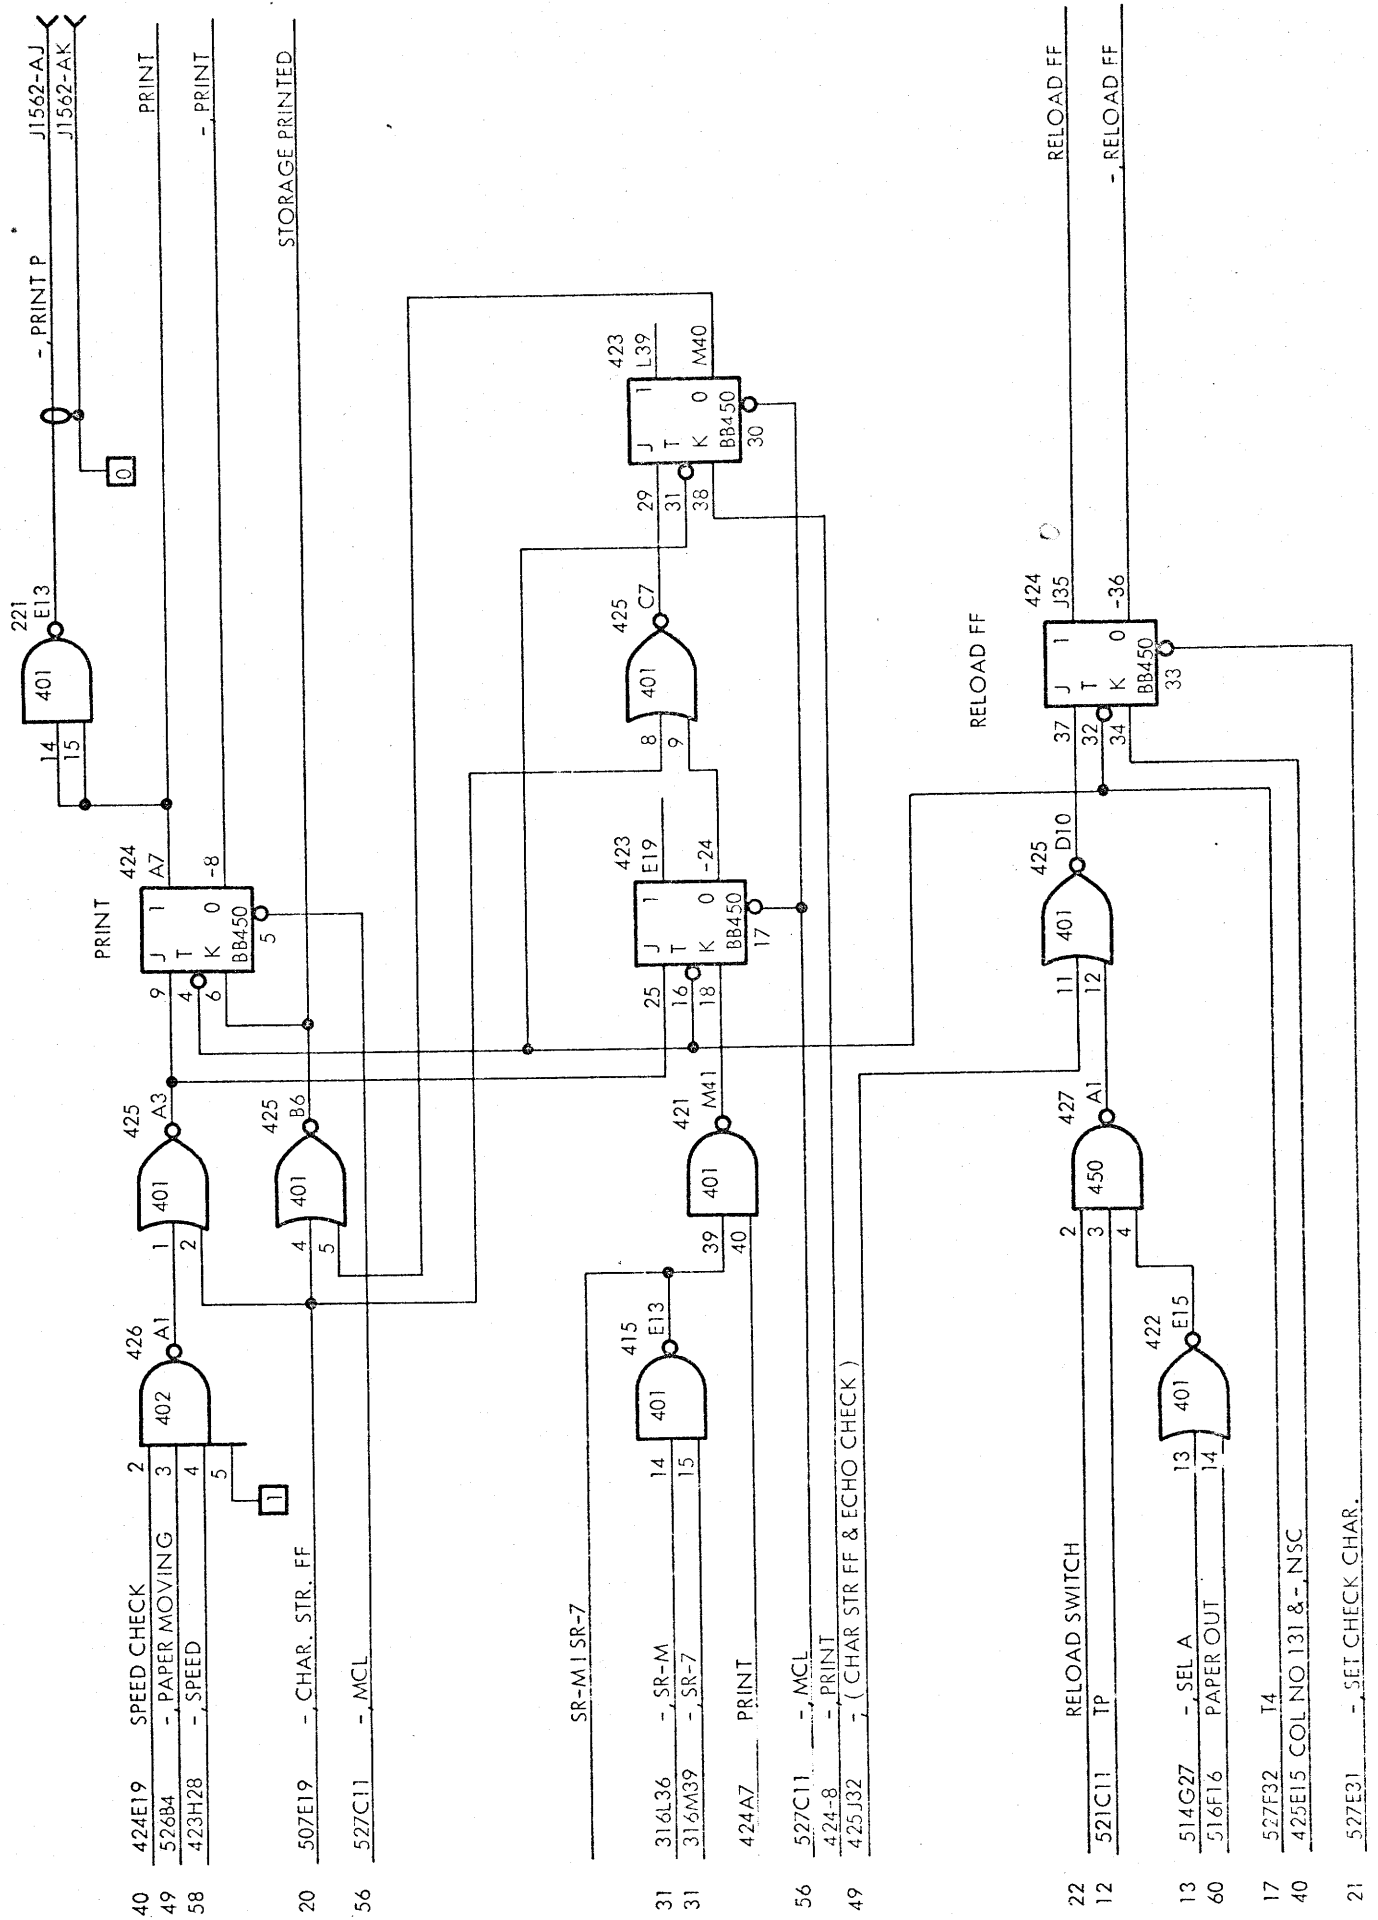 40 424E19 SPEED CHECK
49 526B4 -,PAPER MOVING
58 423H28 -,SPEED
2
3
4
5
402
426
A1
1
1
2
401
425
A3
PRINT
9
4
6
J 1
T
K 0
BB450
5
424
A7
-8
14
15
401
221
E13
0
-,PRINT P
J1562-AJ
J1562-AK
PRINT
-,PRINT
20 507E19 -,CHAR. STR. FF
56 527C11 -,MCL
4
5
401
425
B6
STORAGE PRINTED
SR-M | SR-7
31 316L36 -,SR-M
31 316M39 -,SR-7
424A7 PRINT
14
15
401
415
E13
39
40
401
421
M41
25
16
18
J 1
T
K 0
BB450
17
423
E19
-24
8
9
401
425
C7
29
31
38
J 1
T
K 0
BB450
30
423
L39
M40
56 527C11 -,MCL
424-8 -,PRINT
49 425J32 -,( CHAR STR FF & ECHO CHECK )
22 RELOAD SWITCH
12 521C11 TP
2
3
4
450
427
A1
13 514G27 -,SEL A
60 516F16 PAPER OUT
13
14
401
422
E15
11
12
401
425
D10
RELOAD FF
37
32
34
J 1
T
K 0
BB450
33
424
J35
-36
RELOAD FF
-,RELOAD FF
17 527F32 T4
40 425E15 COL NO 131 & -,NSC
21 527E31 -,SET CHECK CHAR.